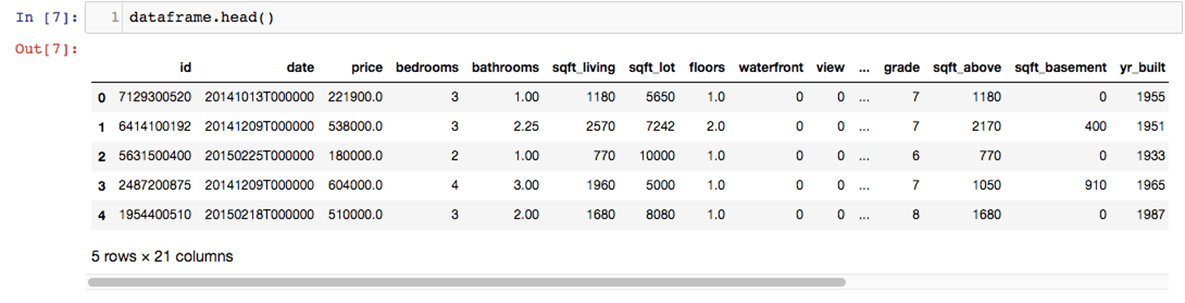 In [7]: 1 dataframe.head()
Out[7]:
id date price bedrooms bathrooms sqft_living sqft_lot floors waterfront view ... grade sqft_above sqft_basement yr_built
0 7129300520 20141013T000000 221900.0 3 1.00 1180 5650 1.0 0 0 ... 7 1180 0 1955
1 6414100192 20141209T000000 538000.0 3 2.25 2570 7242 2.0 0 0 ... 7 2170 400 1951
2 5631500400 20150225T000000 180000.0 2 1.00 770 10000 1.0 0 0 ... 6 770 0 1933
3 2487200875 20141209T000000 604000.0 4 3.00 1960 5000 1.0 0 0 ... 7 1050 910 1965
4 1954400510 20150218T000000 510000.0 3 2.00 1680 8080 1.0 0 0 ... 8 1680 0 1987
5 rows × 21 columns